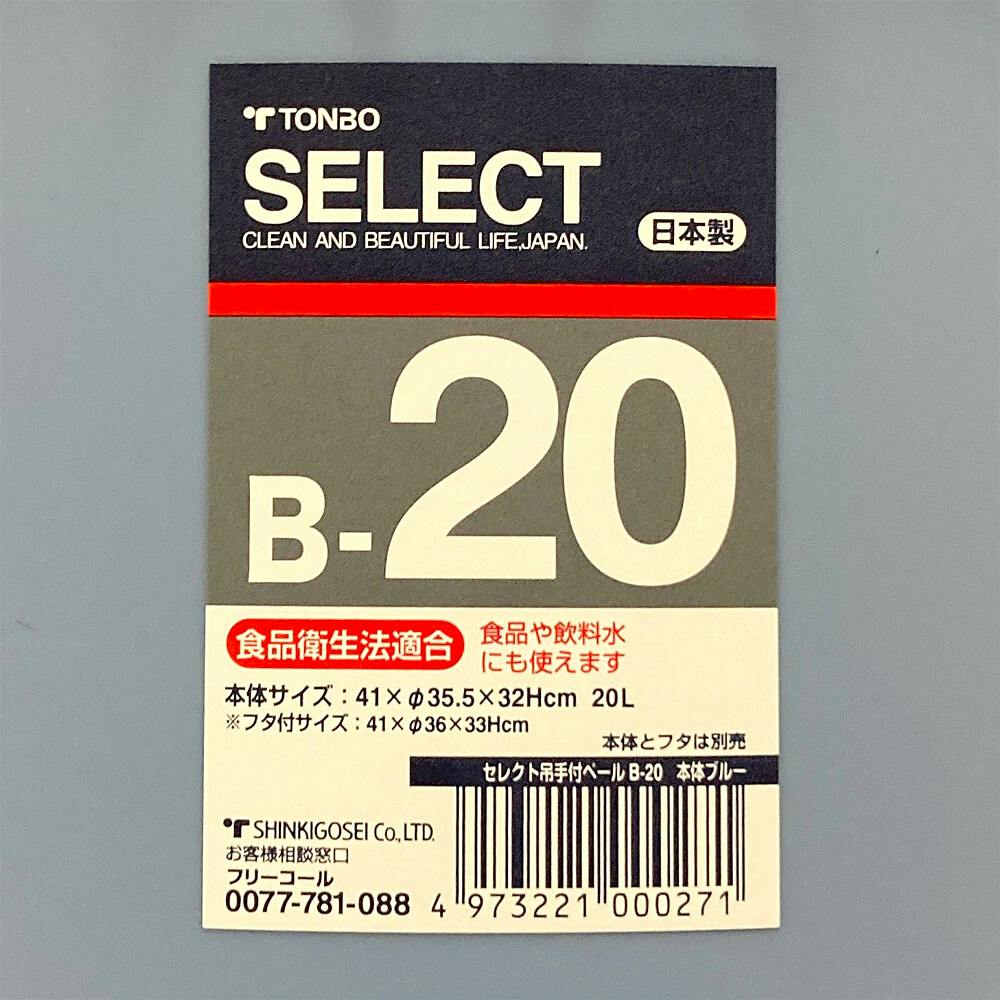 TONBO
SELECT
CLEAN AND BEAUTIFUL LIFE,JAPAN.
日本製
B-20
食品衛生法適合
食品や飲料水
にも使えます
本体サイズ：41×φ35.5×32Hcm 20L
※フタ付サイズ：41×φ36×33Hcm
本体とフタは別売
セレクト吊手付ペール B-20 本体ブルー
SHINKIGOSEI Co.,LTD.
お客様相談窓口
フリーコール
0077-781-088
4 973221 000271